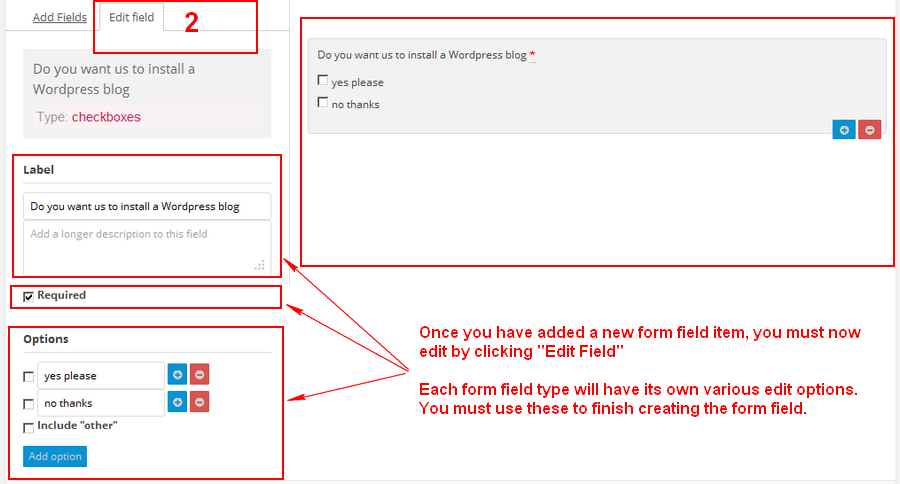 Add Fields
Edit field
2
Do you want us to install a
Wordpress blog
Type: checkboxes
Label
Do you want us to install a Wordpress blog
Add a longer description to this field
Required
Options
yes please
no thanks
Include "other"
Add option
Do you want us to install a Wordpress blog *
yes please
no thanks
Once you have added a new form field item, you must now
edit by clicking "Edit Field"
Each form field type will have its own various edit options.
You must use these to finish creating the form field.